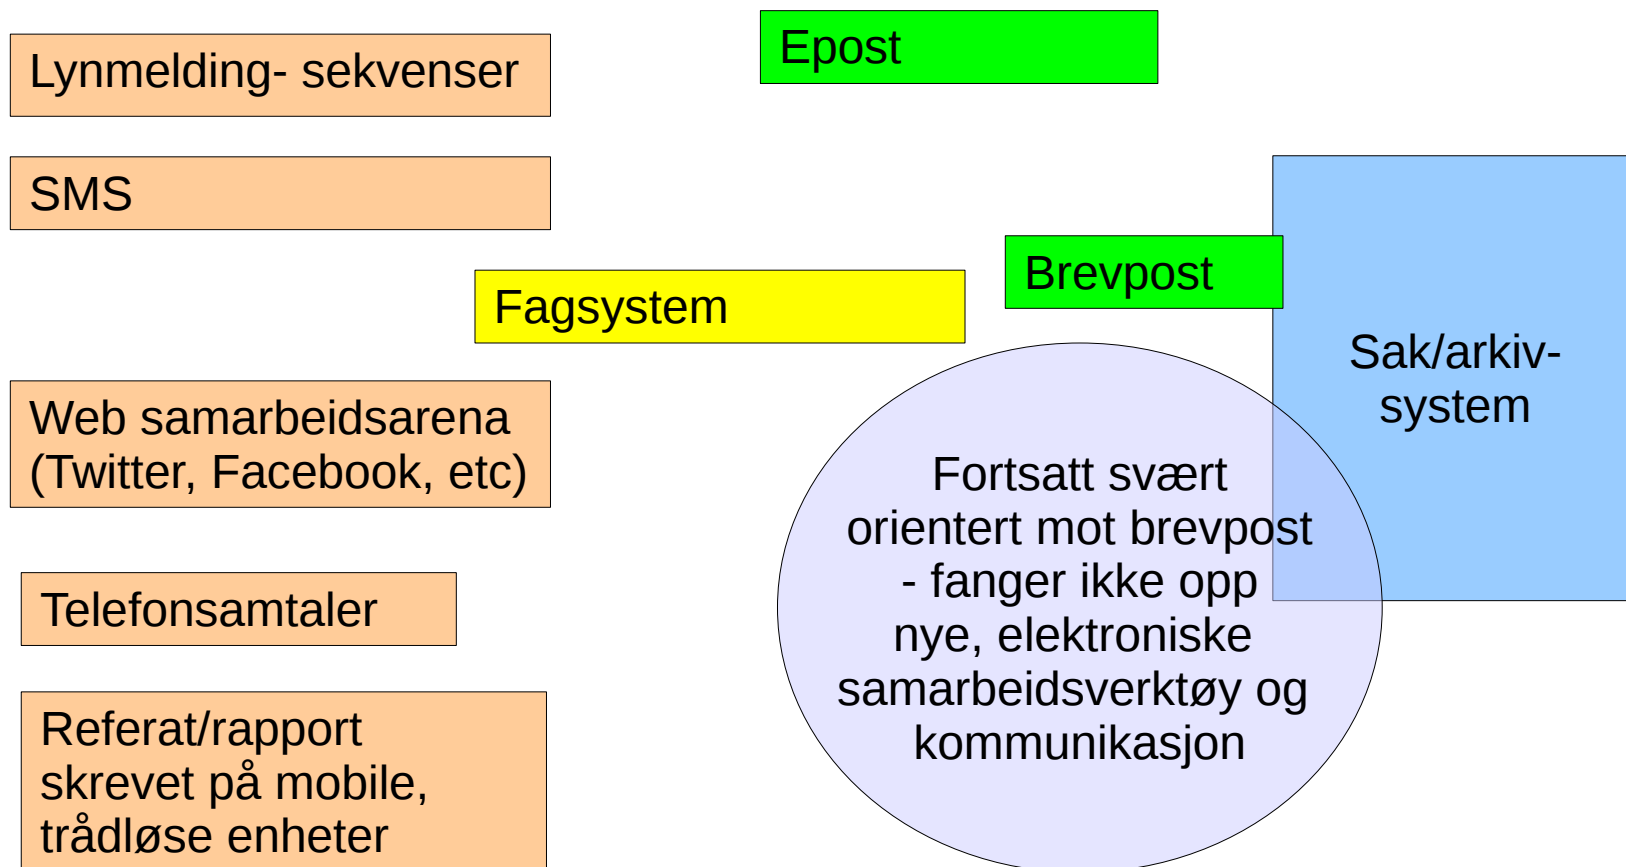 Lynmelding- sekvenser
Epost
SMS
Brevpost
Fagsystem
Sak/arkiv-
system
Web samarbeidsarena
(Twitter, Facebook, etc)
Fortsatt svært
orientert mot brevpost
- fanger ikke opp
nye, elektroniske
samarbeidsverktøy og
kommunikasjon
Telefonsamtaler
Referat/rapport
skrevet på mobile,
trådløse enheter